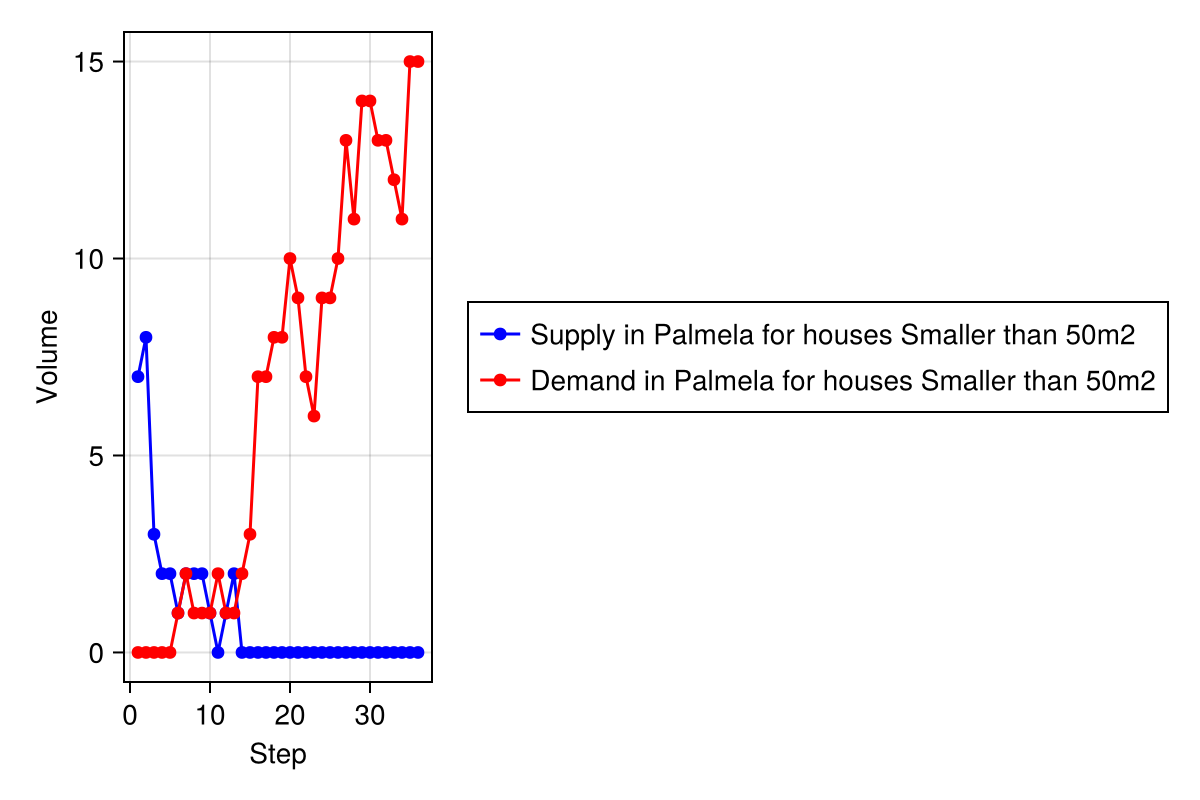 15
10
5
0
Volume
0 10 20 30
Step
Supply in Palmela for houses Smaller than 50m2
Demand in Palmela for houses Smaller than 50m2